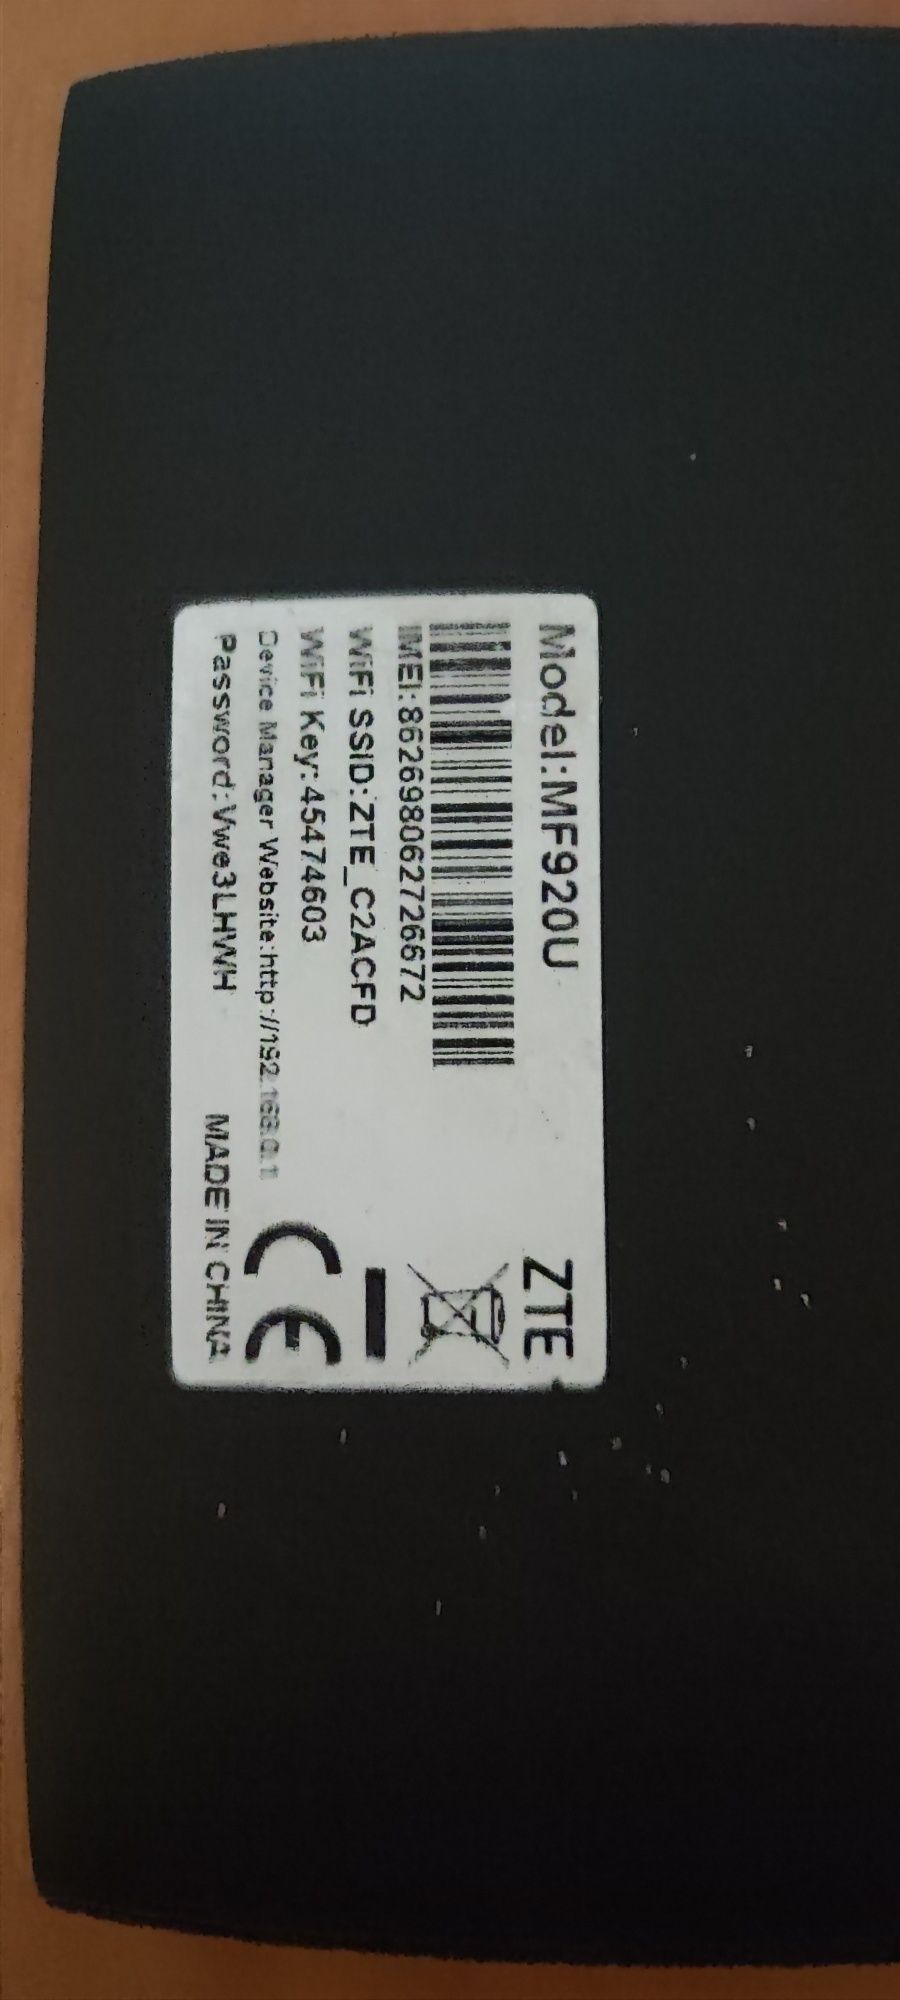 Model:MF920U
ZTE
IMEI:862698062726672
WiFi SSID:ZTE_C2ACFD
WiFi Key:45474603
Device Manager Website:http://192.168.0.1
Password:Vwe3LHWH
MADE IN CHINA
CE